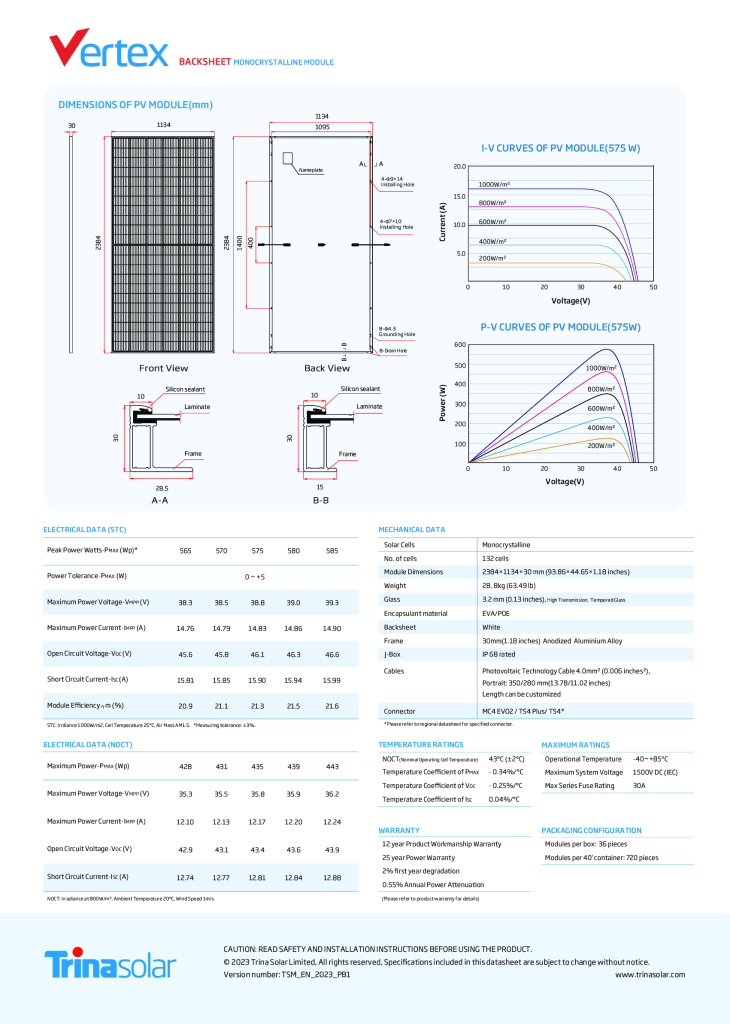 Vertex BACKSHEET MONOCRYSTALLINE MODULE
DIMENSIONS OF PV MODULE(mm)
30
1134
2384
Front View
1134
1095
Nameplate
A A
4-Φ9×14
Installing Hole
4-Φ7×10
Installing Hole
2384
1400
400
8-Φ4.3
Grounding Hole
8-Drain Hole
B B
Back View
Silicon sealant
10
Laminate
30
Frame
28.5
A-A
Silicon sealant
10
Laminate
30
Frame
15
B-B
I-V CURVES OF PV MODULE(575 W)
Current (A)
20.0
15.0
10.0
5.0
1000W/m²
800W/m²
600W/m²
400W/m²
200W/m²
0 10 20 30 40 50
Voltage(V)
P-V CURVES OF PV MODULE(575W)
Power (W)
600
500
400
300
200
100
1000W/m²
800W/m²
600W/m²
400W/m²
200W/m²
0 10 20 30 40 50
Voltage(V)
ELECTRICAL DATA (STC)
Peak Power Watts-PMAX (Wp)* 565 570 575 580 585
Power Tolerance-PMAX (W) 0 ~ +5
Maximum Power Voltage-VMPP (V) 38.3 38.5 38.8 39.0 39.3
Maximum Power Current-IMPP (A) 14.76 14.79 14.83 14.86 14.90
Open Circuit Voltage-VOC (V) 45.6 45.8 46.1 46.3 46.6
Short Circuit Current-ISC (A) 15.81 15.85 15.90 15.94 15.99
Module Efficiency η m (%) 20.9 21.1 21.3 21.5 21.6
STC: Irrdiance 1000W/m2, Cell Temperature 25°C, Air Mass AM1.5. *Measuring tolerance: ±3%.
ELECTRICAL DATA (NOCT)
Maximum Power-PMAX (Wp) 428 431 435 439 443
Maximum Power Voltage-VMPP (V) 35.3 35.5 35.8 35.9 36.2
Maximum Power Current-IMPP (A) 12.10 12.13 12.17 12.20 12.24
Open Circuit Voltage-VOC (V) 42.9 43.1 43.4 43.6 43.9
Short Circuit Current-ISC (A) 12.74 12.77 12.81 12.84 12.88
NOCT: Irradiance at 800W/m², Ambient Temperature 20°C, Wind Speed 1m/s.
MECHANICAL DATA
Solar Cells Monocrystalline
No. of cells 132 cells
Module Dimensions 2384×1134×30 mm (93.86×44.65×1.18 inches)
Weight 28. 8kg (63.49 lb)
Glass 3.2 mm (0.13 inches), High Transmission, Tempered Glass
Encapsulant material EVA/POE
Backsheet White
Frame 30mm(1.18 inches) Anodized Aluminium Alloy
J-Box IP 68 rated
Cables Photovoltaic Technology Cable 4.0mm² (0.006 inches²),
Portrait: 350/280 mm(13.78/11.02 inches)
Length can be customized
Connector MC4 EVO2 / TS4 Plus/ TS4*
*Please refer to regional datasheet for specified connector.
TEMPERATURE RATINGS
NOCT(Nominal Operating Cell Temperature) 43°C (±2°C)
Temperature Coefficient of PMAX - 0.34%/°C
Temperature Coefficient of VOC - 0.25%/°C
Temperature Coefficient of ISC 0.04%/°C
MAXIMUM RATINGS
Operational Temperature -40~+85°C
Maximum System Voltage 1500V DC (IEC)
Max Series Fuse Rating 30A
WARRANTY
12 year Product Workmanship Warranty
25 year Power Warranty
2% first year degradation
0.55% Annual Power Attenuation
(Please refer to product warranty for details)
PACKAGING CONFIGURATION
Modules per box: 36 pieces
Modules per 40' container: 720 pieces
Trinasolar
CAUTION: READ SAFETY AND INSTALLATION INSTRUCTIONS BEFORE USING THE PRODUCT.
© 2023 Trina Solar Limited, All rights reserved, Specifications included in this datasheet are subject to change without notice.
Version number: TSM_EN_2023_PB1 www.trinasolar.com